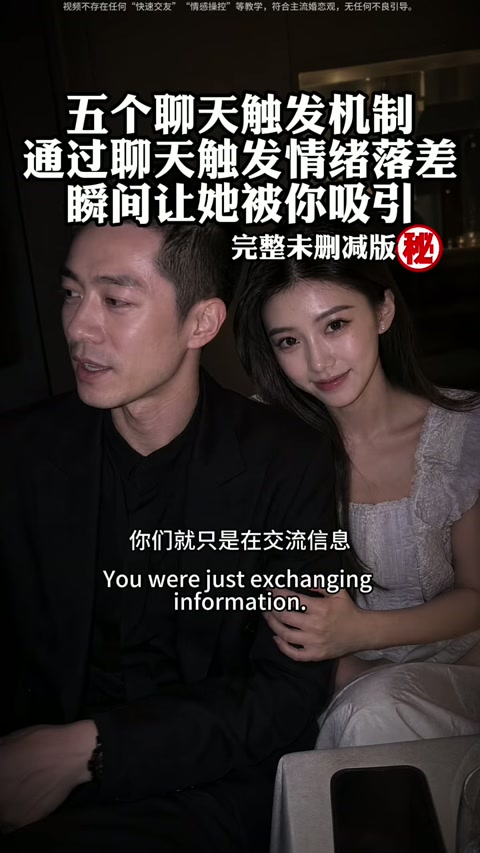 视频不存在任何“快速交友”“情感操控”等教学，符合主流婚恋观，无任何不良引导。
五个聊天触发机制
通过聊天触发情绪落差
瞬间让她被你吸引
完整未删减版 秘
你们就只是在交流信息
You were just exchanging
information.